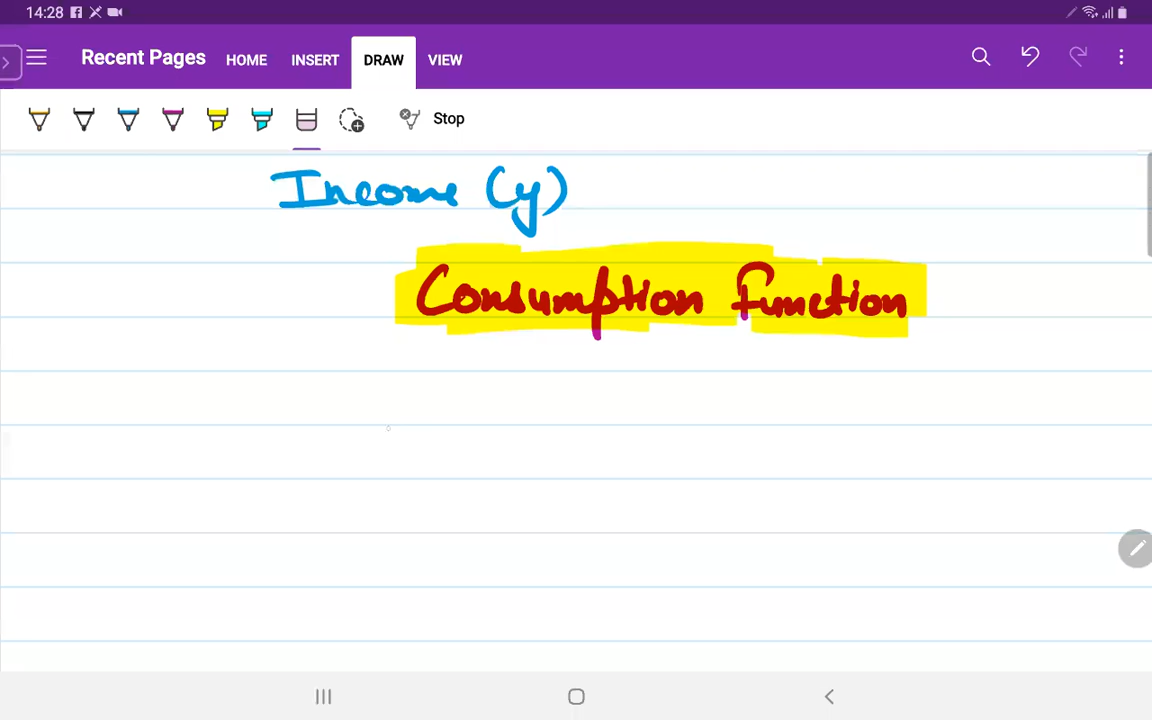 14:28
Recent Pages HOME INSERT DRAW VIEW
Stop
Income (y)
Consumption Function